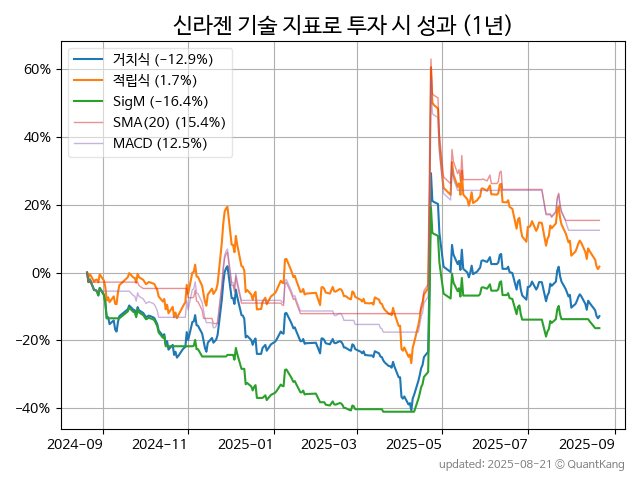 신라젠 기술 지표로 투자 시 성과 (1년)
거치식 (-12.9%)
적립식 (1.7%)
SigM (-16.4%)
SMA(20) (15.4%)
MACD (12.5%)
60%
40%
20%
0%
-20%
-40%
2024-09 2024-11 2025-01 2025-03 2025-05 2025-07 2025-09
updated: 2025-08-21 © QuantKang